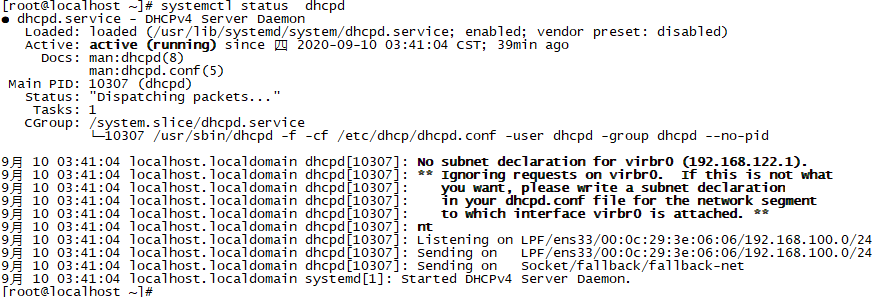 [root@localhost ~]# systemctl status  dhcpd
● dhcpd.service - DHCPv4 Server Daemon
   Loaded: loaded (/usr/lib/systemd/system/dhcpd.service; enabled; vendor preset: disabled)
   Active: active (running) since 四 2020-09-10 03:41:04 CST; 39min ago
     Docs: man:dhcpd(8)
           man:dhcpd.conf(5)
 Main PID: 10307 (dhcpd)
   Status: "Dispatching packets..."
    Tasks: 1
   CGroup: /system.slice/dhcpd.service
           └─10307 /usr/sbin/dhcpd -f -cf /etc/dhcp/dhcpd.conf -user dhcpd -group dhcpd --no-pid
9月 10 03:41:04 localhost.localdomain dhcpd[10307]: No subnet declaration for virbr0 (192.168.122.1).
9月 10 03:41:04 localhost.localdomain dhcpd[10307]: ** Ignoring requests on virbr0.  If this is not what
9月 10 03:41:04 localhost.localdomain dhcpd[10307]:    you want, please write a subnet declaration
9月 10 03:41:04 localhost.localdomain dhcpd[10307]:    in your dhcpd.conf file for the network segment
9月 10 03:41:04 localhost.localdomain dhcpd[10307]:    to which interface virbr0 is attached. **
9月 10 03:41:04 localhost.localdomain dhcpd[10307]: nt
9月 10 03:41:04 localhost.localdomain dhcpd[10307]: Listening on LPF/ens33/00:0c:29:3e:06:06/192.168.100.0/24
9月 10 03:41:04 localhost.localdomain dhcpd[10307]: Sending on   LPF/ens33/00:0c:29:3e:06:06/192.168.100.0/24
9月 10 03:41:04 localhost.localdomain dhcpd[10307]: Sending on   Socket/fallback/fallback-net
9月 10 03:41:04 localhost.localdomain systemd[1]: Started DHCPv4 Server Daemon.
[root@localhost ~]#